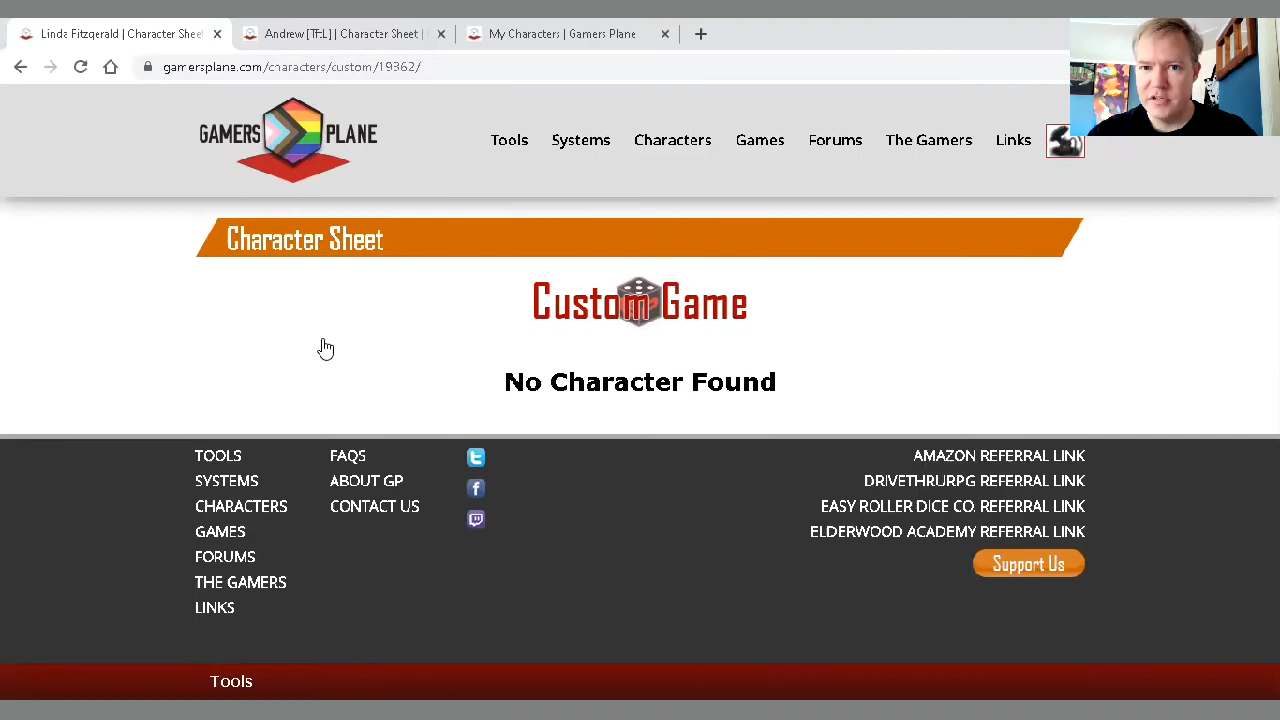 Linda Fitzgerald | Character Sheet
Andrew [TFL] | Character Sheet |
My Characters | Gamers Plane
gamersplane.com/characters/custom/19362/
GAMERS PLANE
Tools Systems Characters Games Forums The Gamers Links
Character Sheet
Custom Game
No Character Found
TOOLS
SYSTEMS
CHARACTERS
GAMES
FORUMS
THE GAMERS
LINKS
FAQS
ABOUT GP
CONTACT US
AMAZON REFERRAL LINK
DRIVETHRURPG REFERRAL LINK
EASY ROLLER DICE CO. REFERRAL LINK
ELDERWOOD ACADEMY REFERRAL LINK
Support Us
Tools